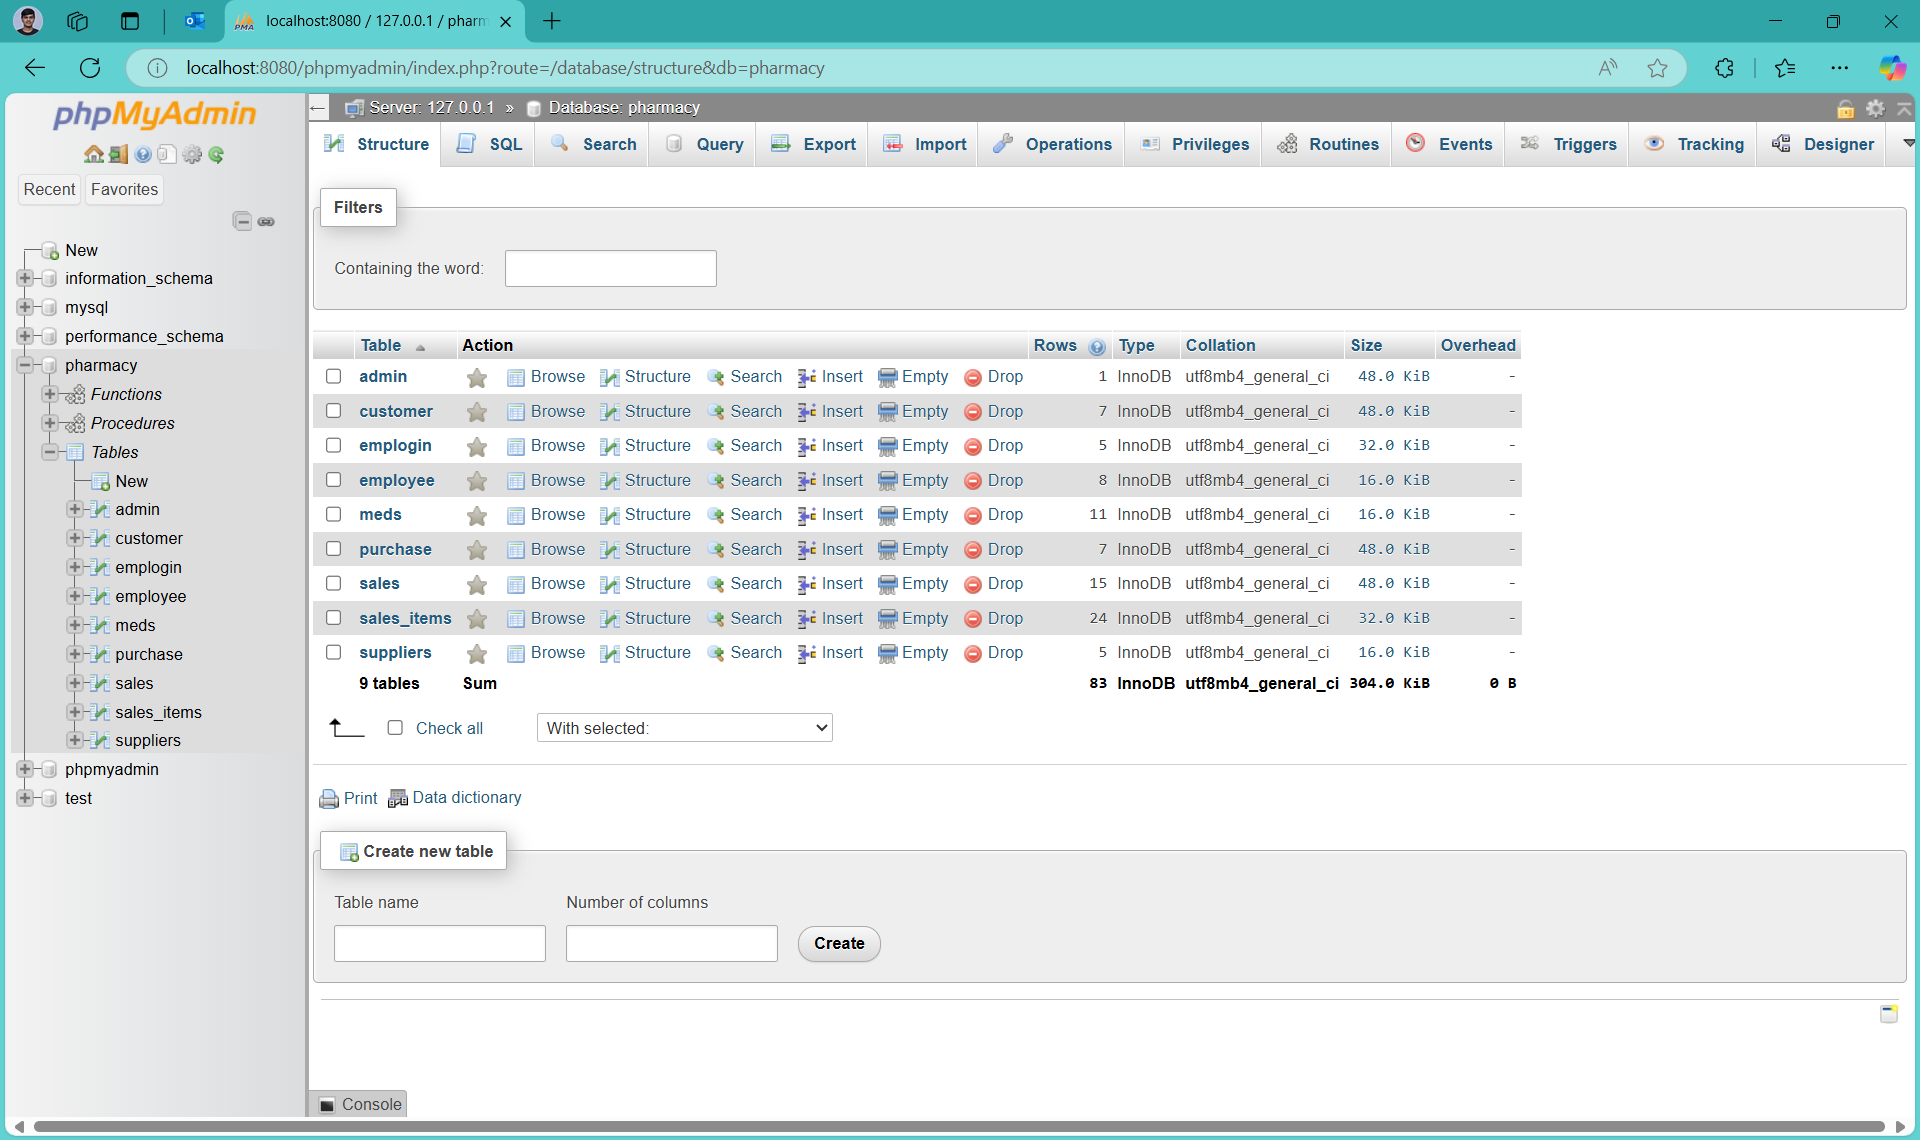 localhost:8080 / 127.0.0.1 / pharm
localhost:8080/phpmyadmin/index.php?route=/database/structure&db=pharmacy
phpMyAdmin
Recent Favorites
New
information_schema
mysql
performance_schema
pharmacy
Functions
Procedures
Tables
New
admin
customer
emplogin
employee
meds
purchase
sales
sales_items
suppliers
phpmyadmin
test
Server: 127.0.0.1 » Database: pharmacy
Structure SQL Search Query Export Import Operations Privileges Routines Events Triggers Tracking Designer
Filters
Containing the word:
Table Action Rows Type Collation Size Overhead
admin Browse Structure Search Insert Empty Drop 1 InnoDB utf8mb4_general_ci 48.0 KiB -
customer Browse Structure Search Insert Empty Drop 7 InnoDB utf8mb4_general_ci 48.0 KiB -
emplogin Browse Structure Search Insert Empty Drop 5 InnoDB utf8mb4_general_ci 32.0 KiB -
employee Browse Structure Search Insert Empty Drop 8 InnoDB utf8mb4_general_ci 16.0 KiB -
meds Browse Structure Search Insert Empty Drop 11 InnoDB utf8mb4_general_ci 16.0 KiB -
purchase Browse Structure Search Insert Empty Drop 7 InnoDB utf8mb4_general_ci 48.0 KiB -
sales Browse Structure Search Insert Empty Drop 15 InnoDB utf8mb4_general_ci 48.0 KiB -
sales_items Browse Structure Search Insert Empty Drop 24 InnoDB utf8mb4_general_ci 32.0 KiB -
suppliers Browse Structure Search Insert Empty Drop 5 InnoDB utf8mb4_general_ci 16.0 KiB -
9 tables Sum 83 InnoDB utf8mb4_general_ci 304.0 KiB 0 B
Check all With selected:
Print Data dictionary
Create new table
Table name Number of columns
Create
Console